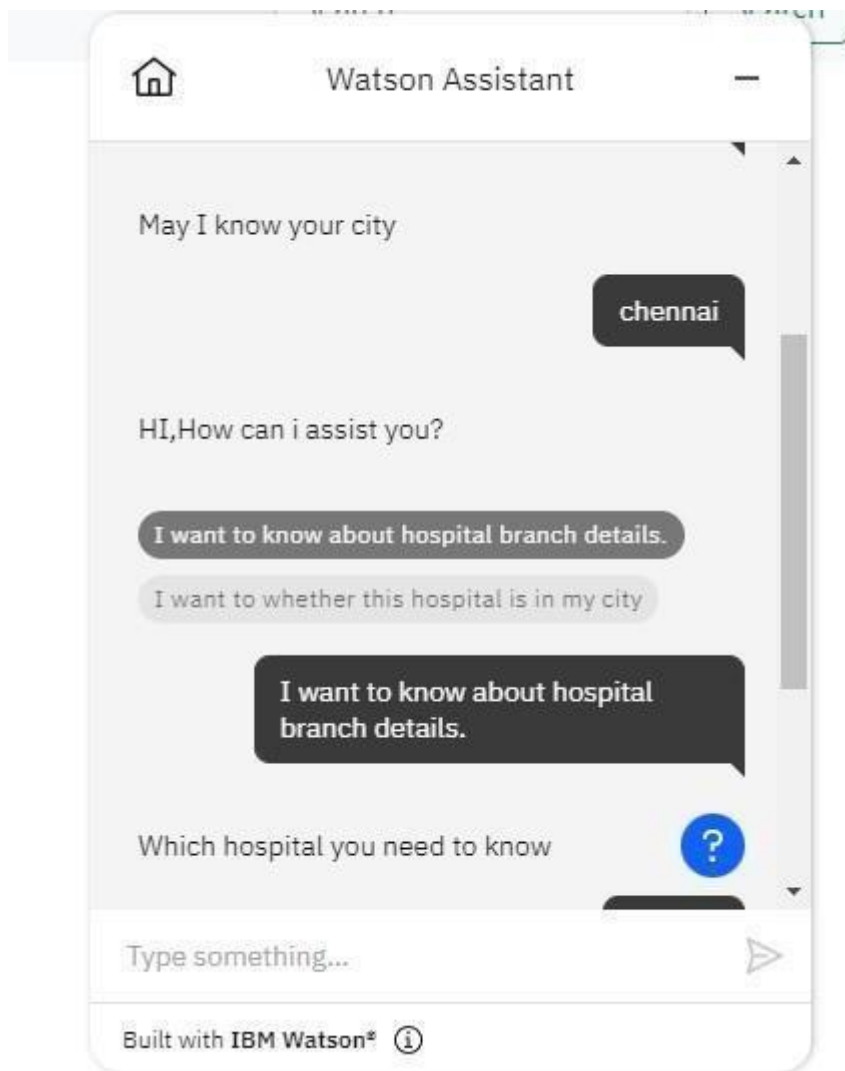 Watson Assistant
May I know your city
chennai
HI,How can i assist you?
I want to know about hospital branch details.
I want to whether this hospital is in my city
I want to know about hospital
branch details.
Which hospital you need to know
?
Type something...
Built with IBM Watson®